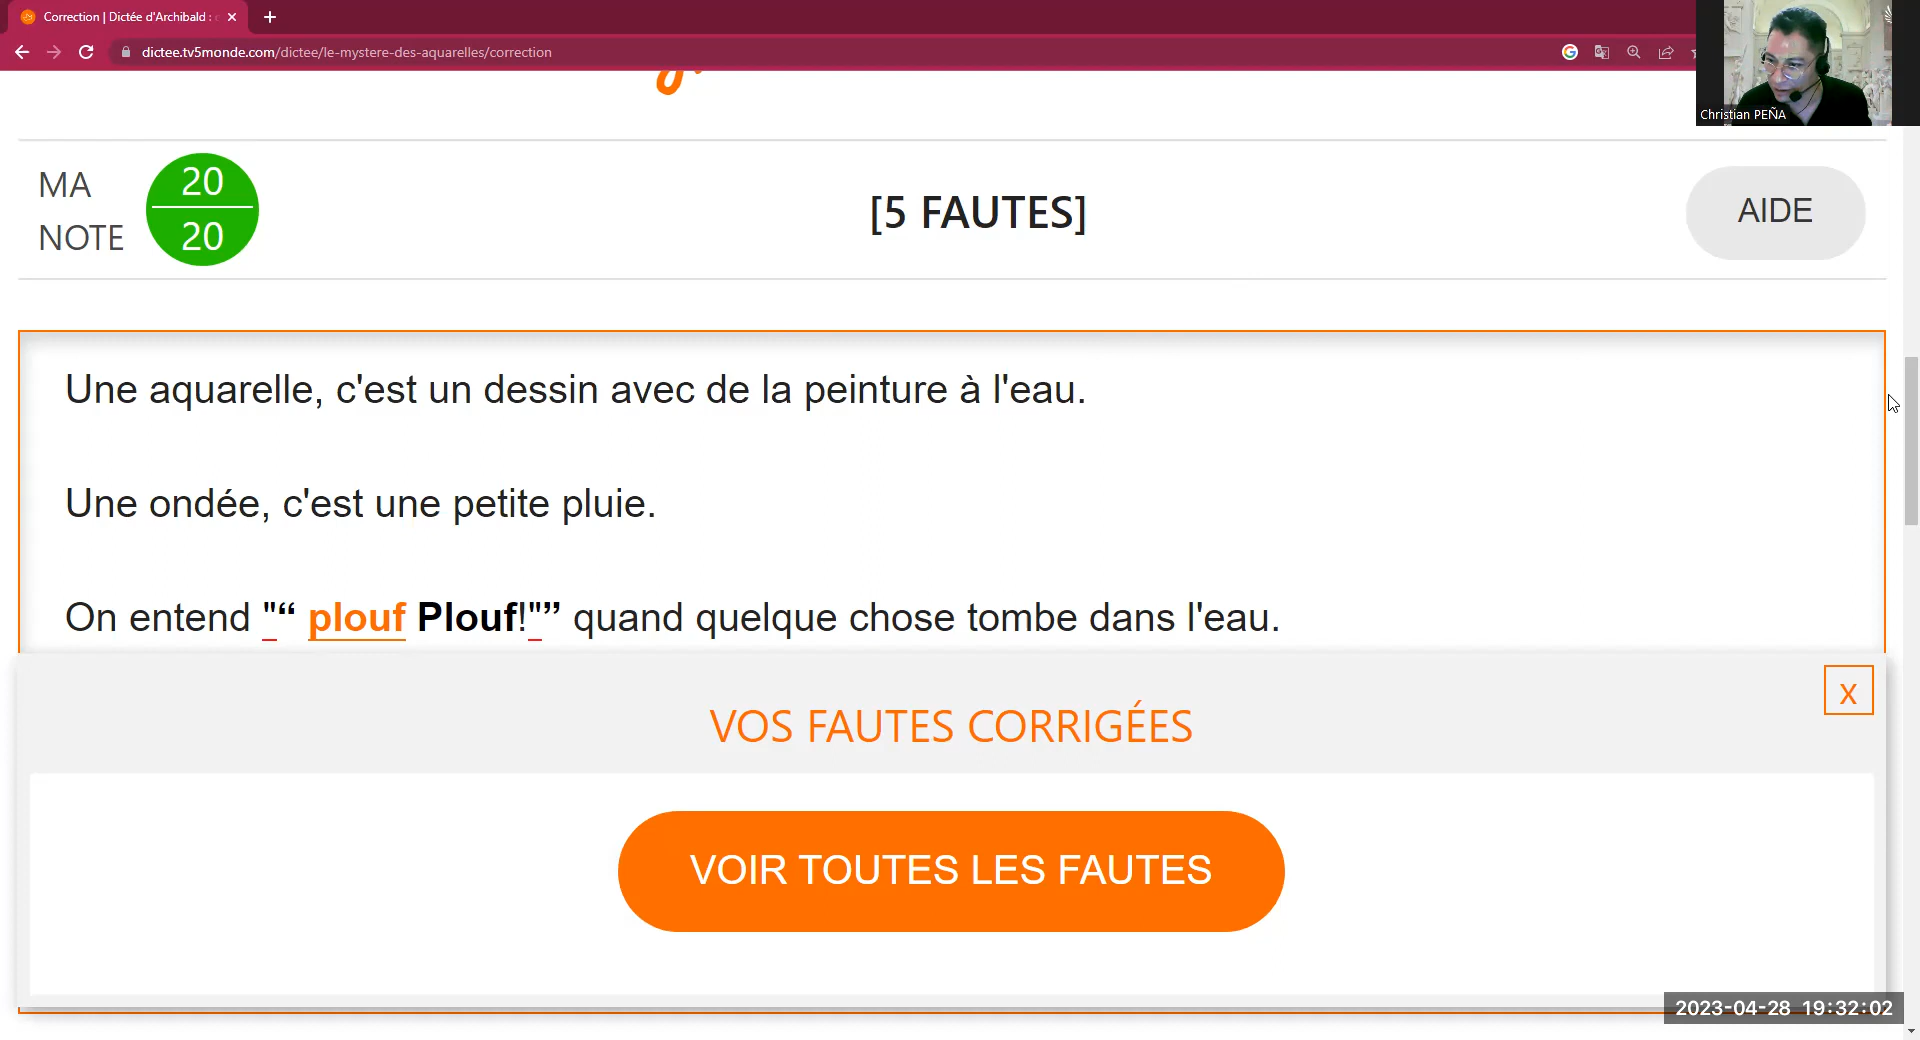 Correction | Dictée d'Archibald :
dictee.tv5monde.com/dictee/le-mystere-des-aquarelles/correction
Christian PEÑA
MA NOTE
20
20
[5 FAUTES]
AIDE
Une aquarelle, c'est un dessin avec de la peinture à l'eau.
Une ondée, c'est une petite pluie.
On entend "“ plouf Plouf!"” quand quelque chose tombe dans l'eau.
X
VOS FAUTES CORRIGÉES
VOIR TOUTES LES FAUTES
2023-04-28 19:32:02